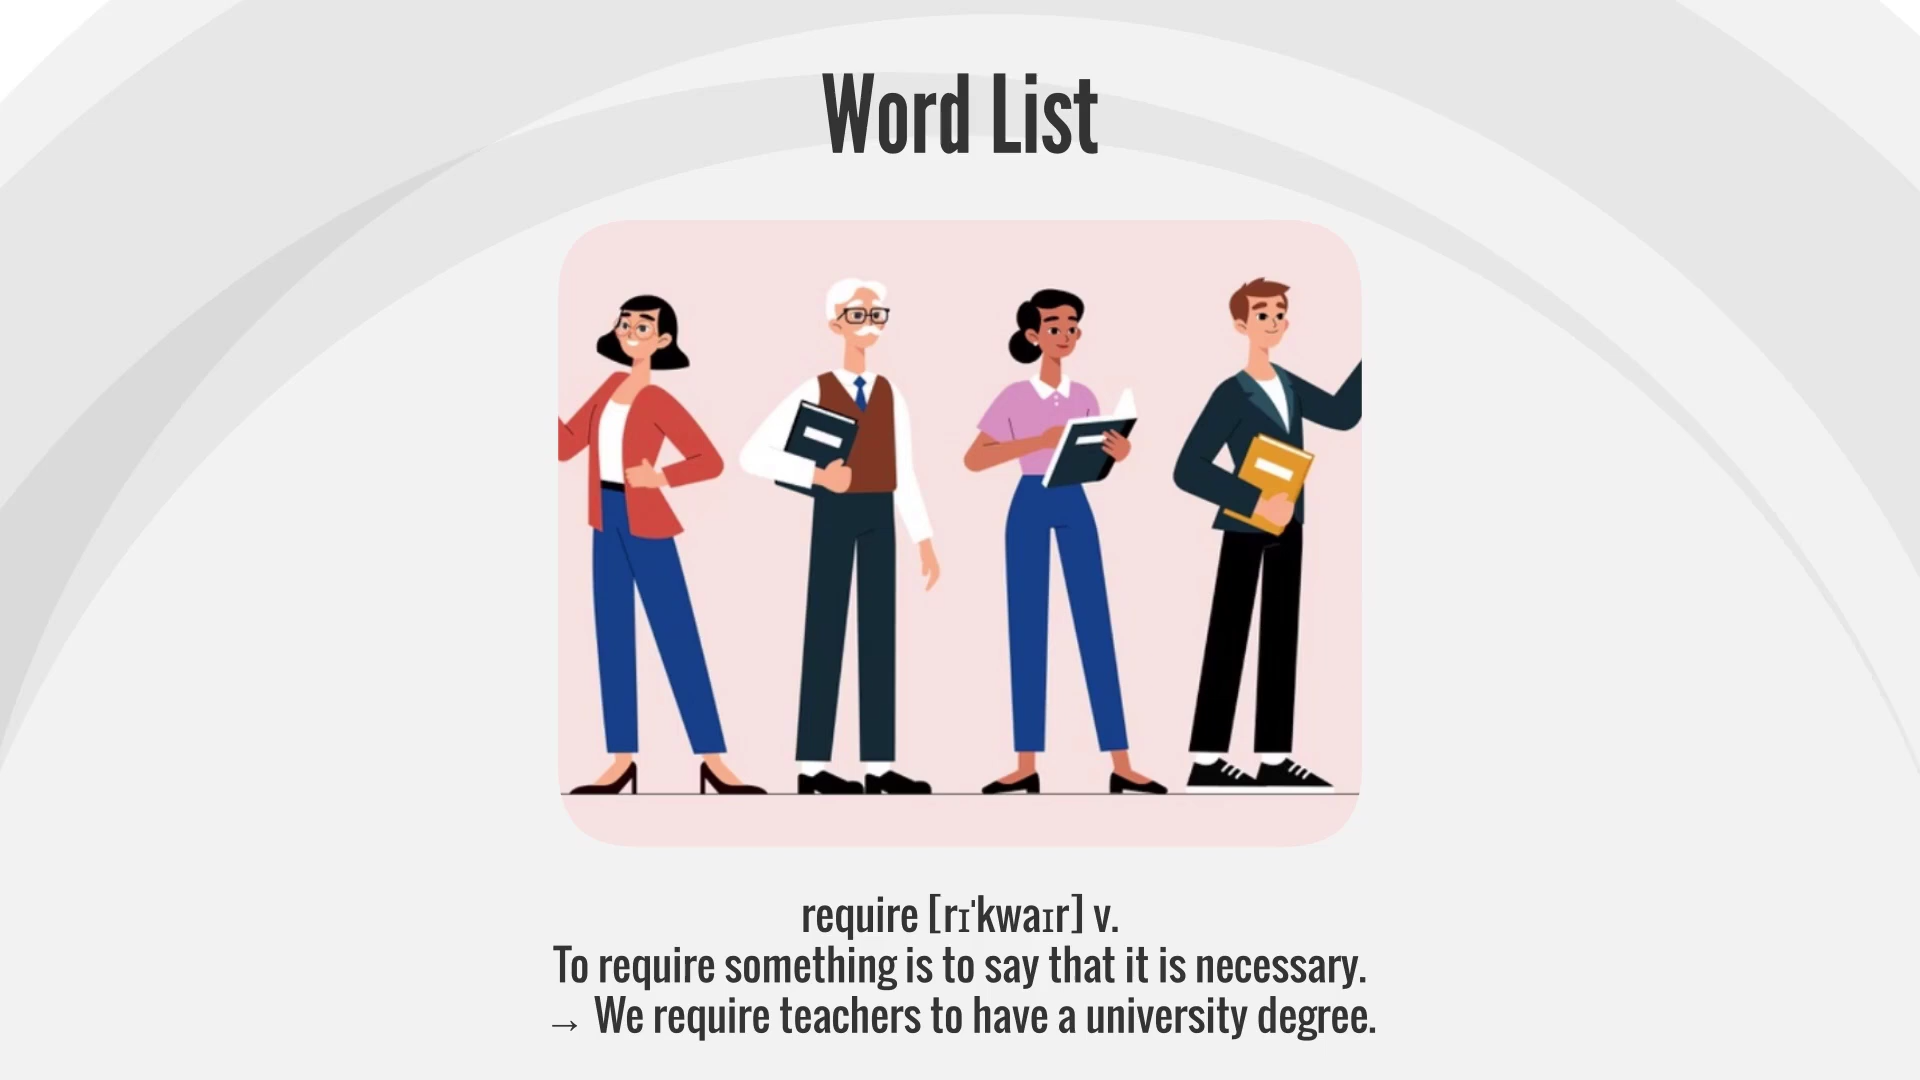 Word List
require [rɪˈkwaɪr] v.
To require something is to say that it is necessary.
→ We require teachers to have a university degree.